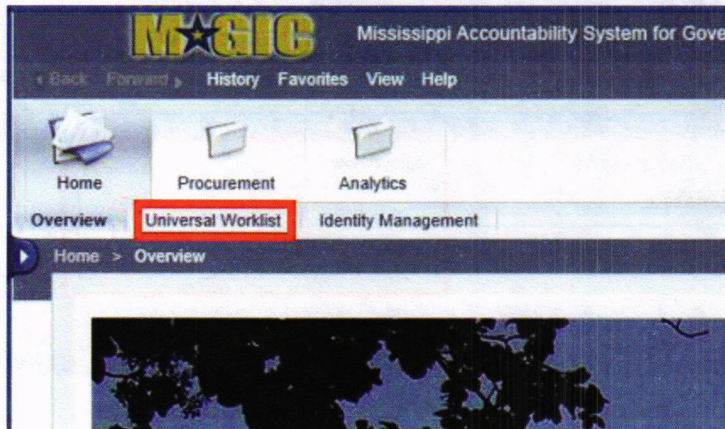 M★GIC
Mississippi Accountability System for Gove
Back Forward History Favorites View Help
Home Procurement Analytics
Overview Universal Worklist Identity Management
Home > Overview